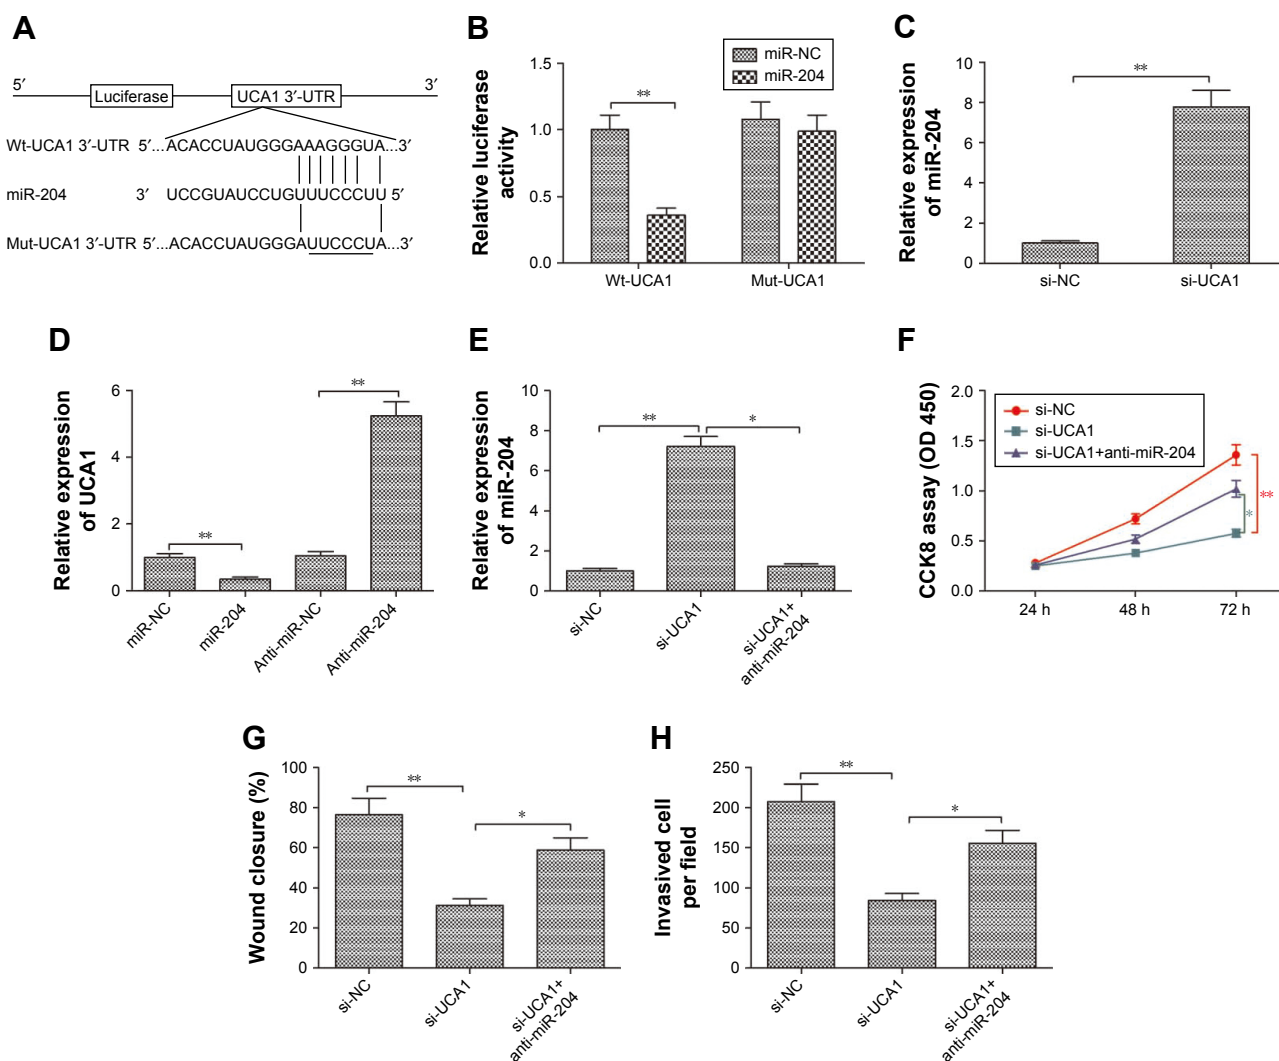 A
5′ 3′
Luciferase UCA1 3′-UTR
Wt-UCA1 3′-UTR 5′...ACACCUAUGGGAAAGGGUA...3′
miR-204 3′ UCCGUAUCCUGUUUCCCUU 5′
Mut-UCA1 3′-UTR 5′...ACACCUAUGGGAUUCCCUA...3′
B
Relative luciferase
activity
miR-NC
miR-204
1.5
1.0
0.5
0.0
**
Wt-UCA1 Mut-UCA1
C
Relative expression
of miR-204
10
8
6
4
2
0
**
si-NC si-UCA1
D
Relative expression
of UCA1
6
4
2
0
** **
miR-NC miR-204 Anti-miR-NC Anti-miR-204
E
Relative expression
of miR-204
10
8
6
4
2
0
** *
si-NC si-UCA1 si-UCA1+
anti-miR-204
F
CCK8 assay (OD 450)
2.0
1.5
1.0
0.5
0.0
si-NC
si-UCA1
si-UCA1+anti-miR-204
**
*
24 h 48 h 72 h
G
Wound closure (%)
100
80
60
40
20
0
** *
si-NC si-UCA1 si-UCA1+
anti-miR-204
H
Invasived cell
per field
250
200
150
100
50
0
** *
si-NC si-UCA1 si-UCA1+
anti-miR-204